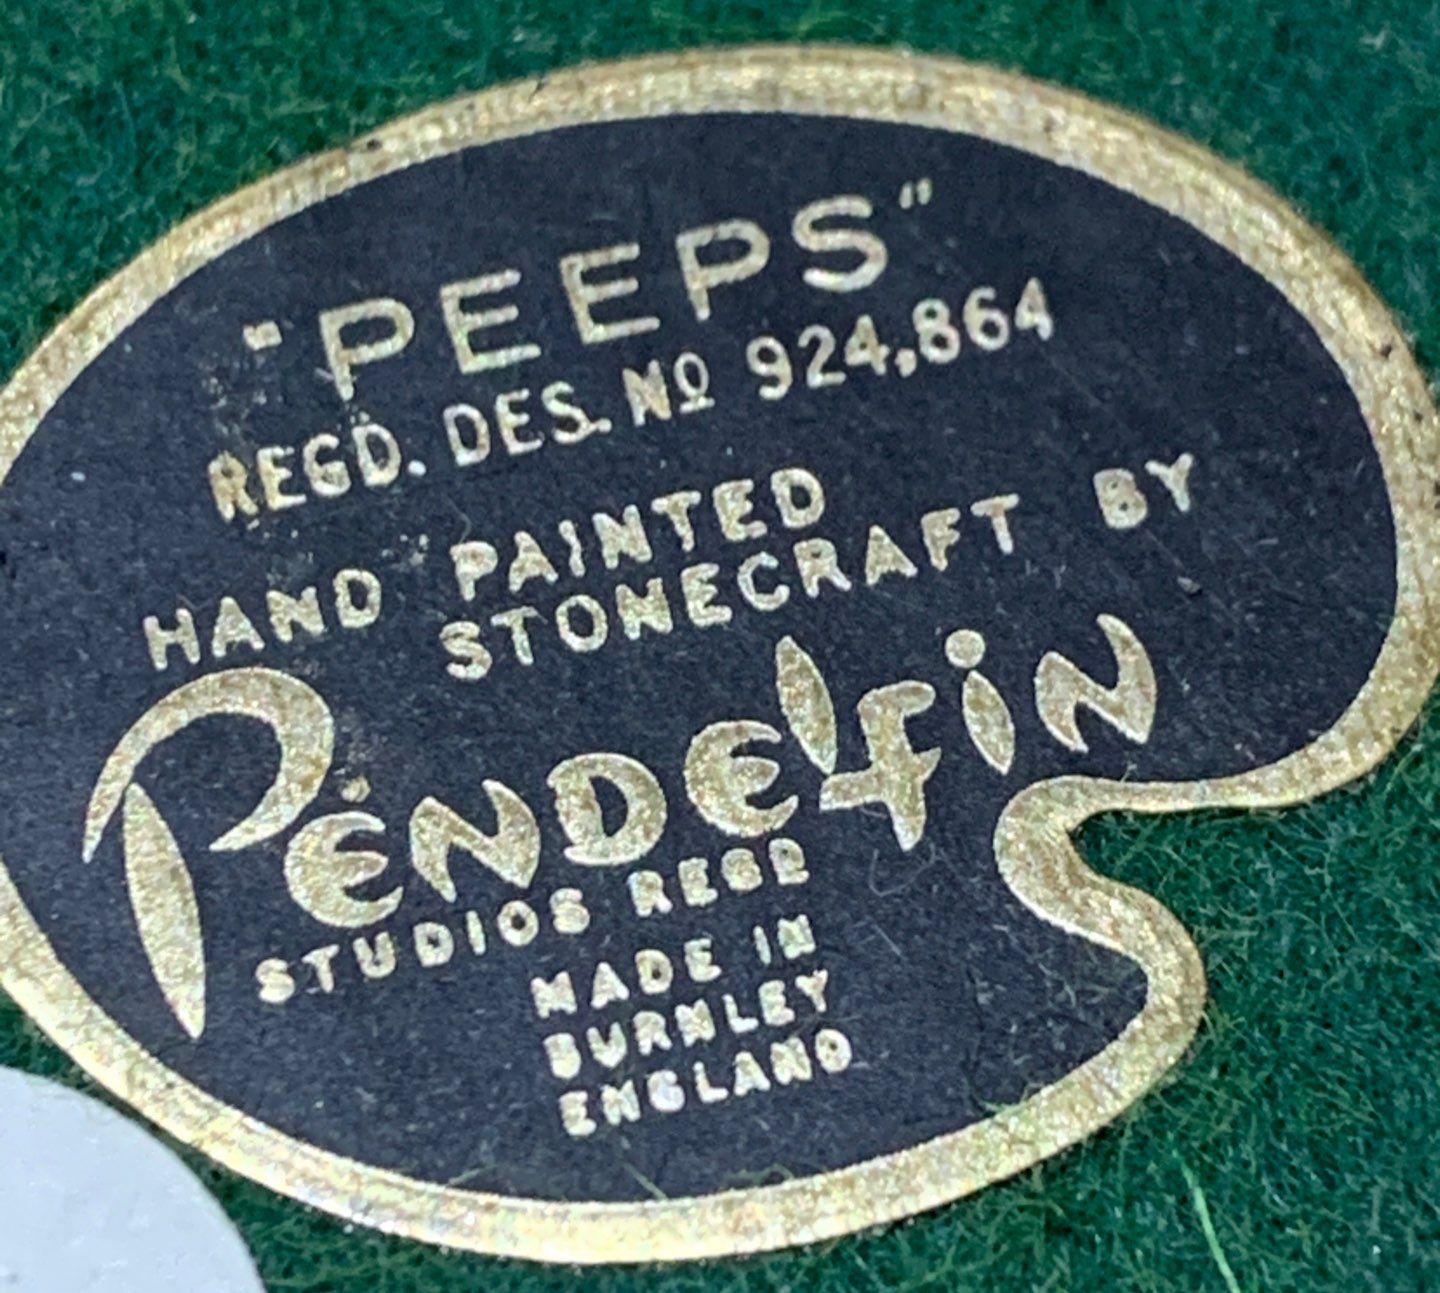 "PEEPS"
REGD. DES. Nº 924,864
HAND PAINTED
STONECRAFT BY
PENDELFIN
STUDIOS REGD
MADE IN
BURNLEY
ENGLAND